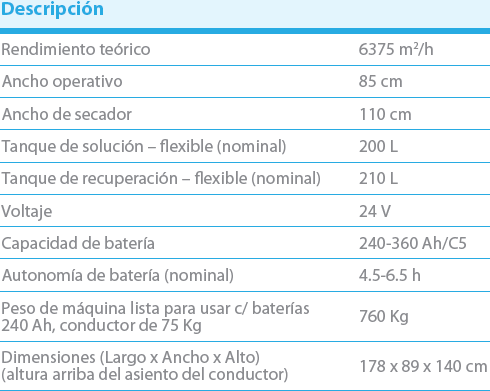 Descripción
Rendimiento teórico 6375 m²/h
Ancho operativo 85 cm
Ancho de secador 110 cm
Tanque de solución – flexible (nominal) 200 L
Tanque de recuperación – flexible (nominal) 210 L
Voltaje 24 V
Capacidad de batería 240-360 Ah/C5
Autonomía de batería (nominal) 4.5-6.5 h
Peso de máquina lista para usar c/ baterías
240 Ah, conductor de 75 Kg 760 Kg
Dimensiones (Largo x Ancho x Alto)
(altura arriba del asiento del conductor) 178 x 89 x 140 cm